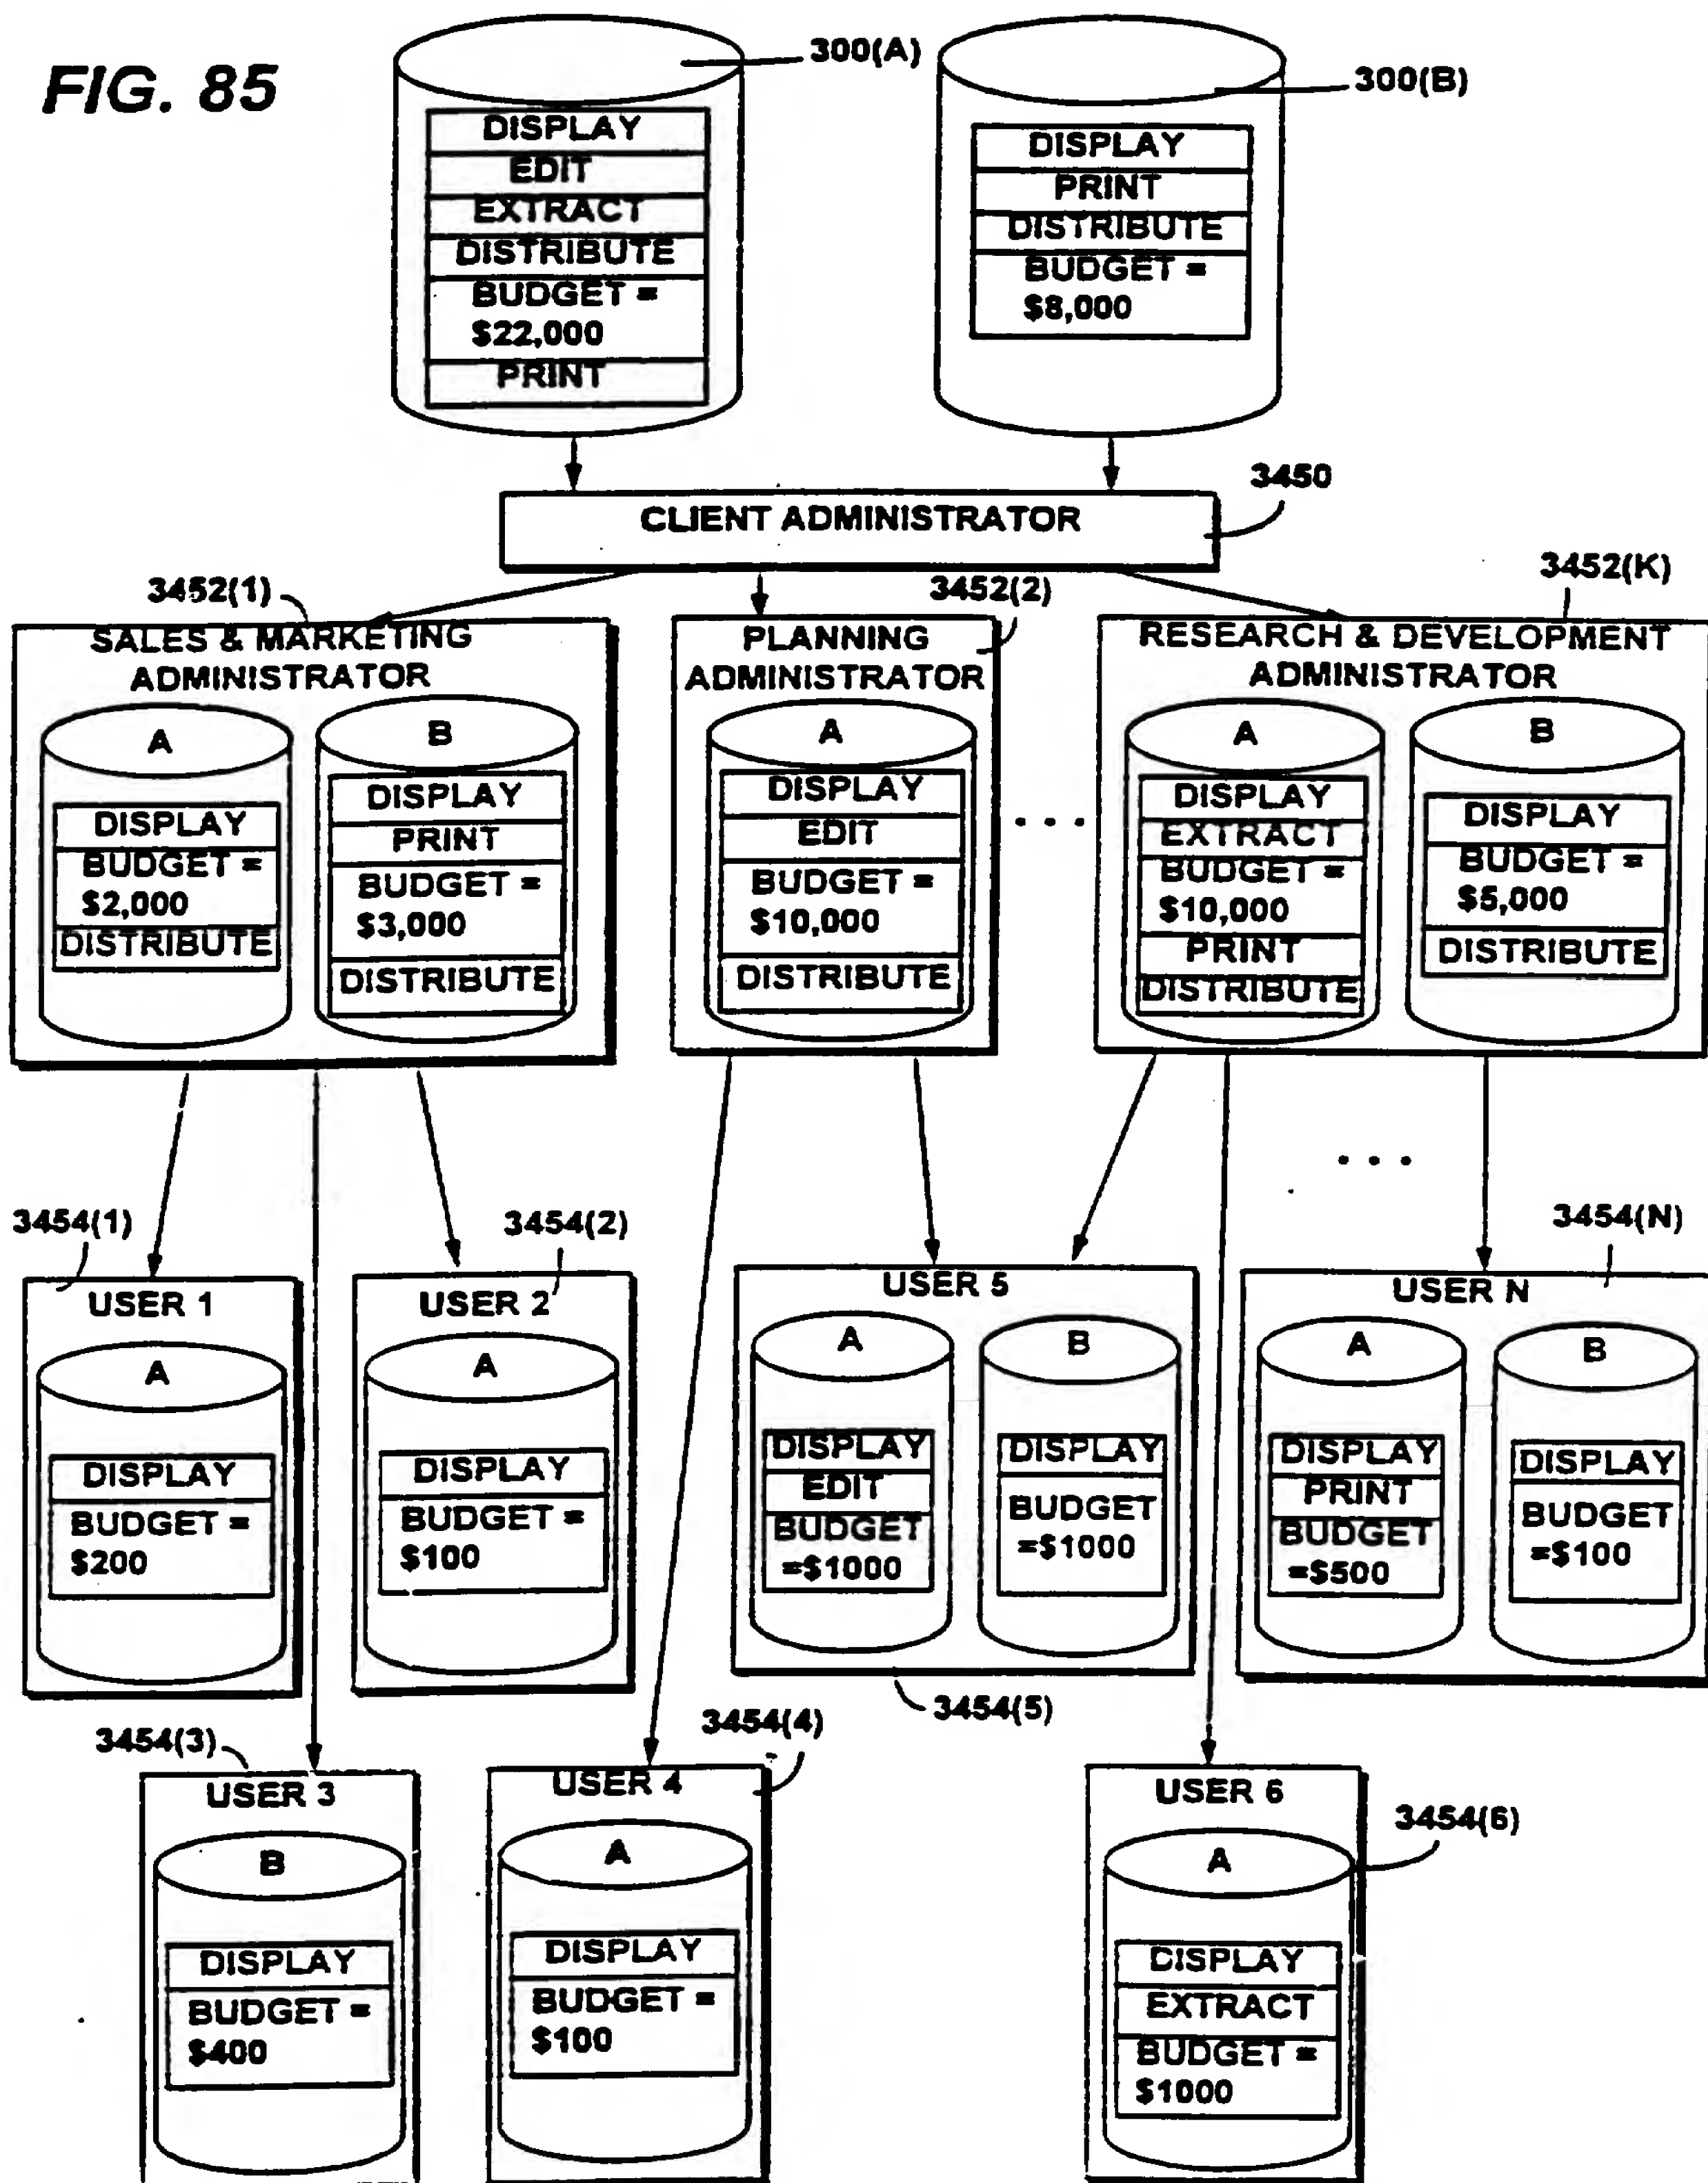 FIG. 85
300(A)
DISPLAY
EDIT
EXTRACT
DISTRIBUTE
BUDGET =
$22,000
PRINT
300(B)
DISPLAY
PRINT
DISTRIBUTE
BUDGET =
$8,000
CLIENT ADMINISTRATOR
3450
3452(1)
SALES & MARKETING
ADMINISTRATOR
A
DISPLAY
BUDGET =
$2,000
DISTRIBUTE
B
DISPLAY
PRINT
BUDGET =
$3,000
DISTRIBUTE
3452(2)
PLANNING
ADMINISTRATOR
A
DISPLAY
EDIT
BUDGET =
$10,000
DISTRIBUTE
. . .
3452(K)
RESEARCH & DEVELOPMENT
ADMINISTRATOR
A
DISPLAY
EXTRACT
BUDGET =
$10,000
PRINT
DISTRIBUTE
B
DISPLAY
BUDGET =
$5,000
DISTRIBUTE
. . .
3454(1)
USER 1
A
DISPLAY
BUDGET =
$200
3454(2)
USER 2
A
DISPLAY
BUDGET =
$100
USER 5
A
DISPLAY
EDIT
BUDGET
=$1000
B
DISPLAY
BUDGET
=$1000
3454(5)
3454(N)
USER N
A
DISPLAY
PRINT
BUDGET
=$500
B
DISPLAY
BUDGET
=$100
3454(3)
USER 3
B
DISPLAY
BUDGET =
$400
3454(4)
USER 4
A
DISPLAY
BUDGET =
$100
USER 6
3454(6)
A
DISPLAY
EXTRACT
BUDGET =
$1000